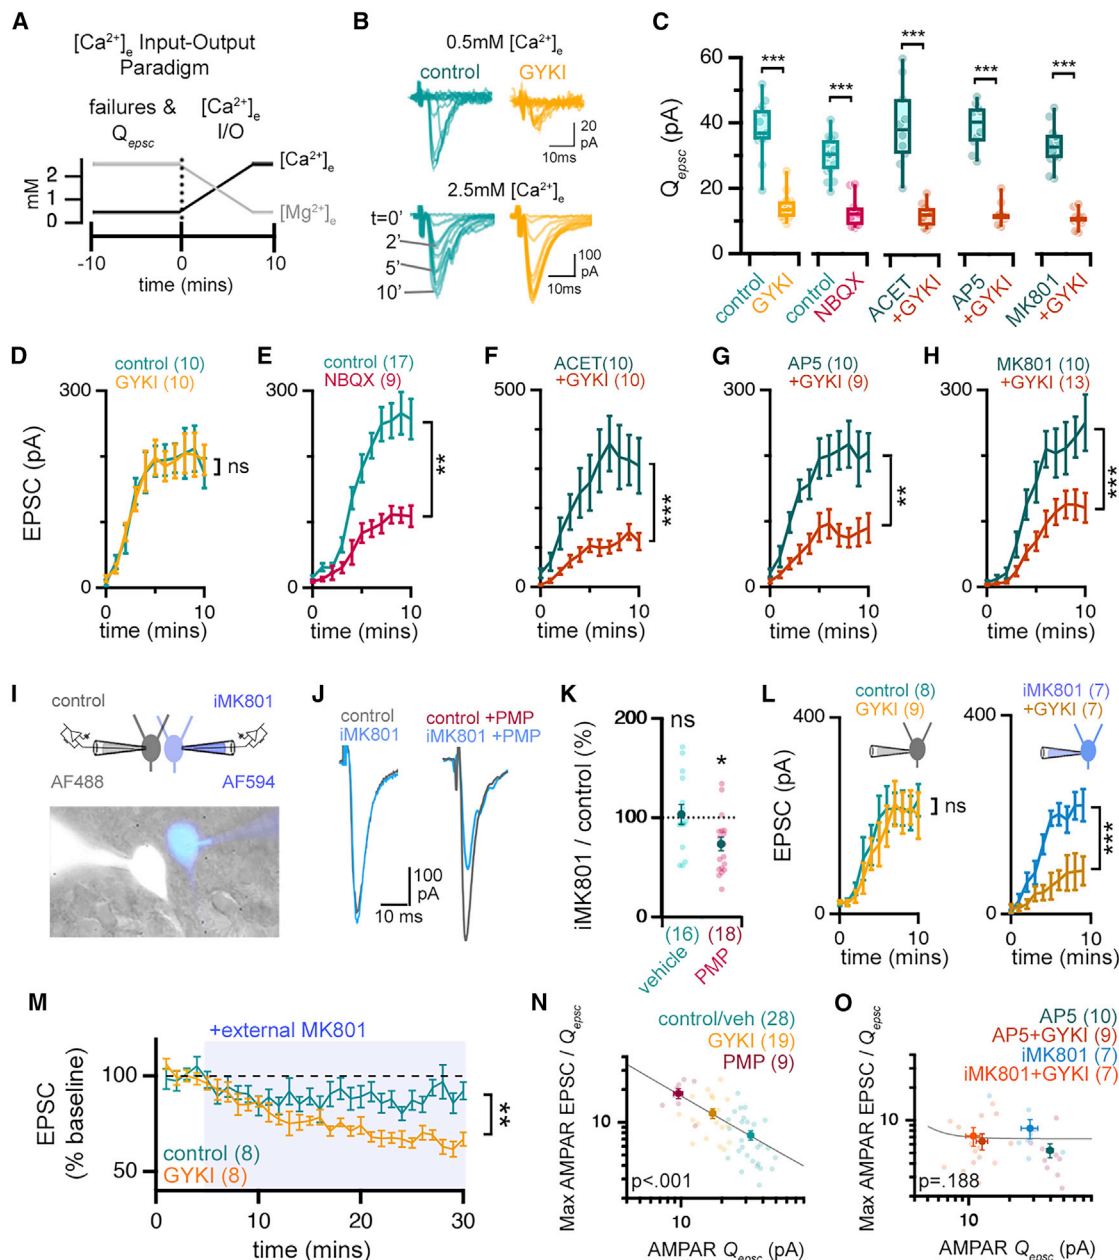 A
[Ca²⁺]e Input-Output
Paradigm
failures &
Qepsc
[Ca²⁺]e
I/O
mM
2
1
0
[Ca²⁺]e
[Mg²⁺]e
-10
0
10
time (mins)
B
0.5mM [Ca²⁺]e
control
GYKI
20
pA
10ms
2.5mM [Ca²⁺]e
t=0'
2'
5'
10'
100
pA
10ms
C
Qepsc (pA)
60
40
20
0
***
***
***
***
***
control
GYKI
control
NBQX
ACET
+GYKI
AP5
+GYKI
MK801
+GYKI
D
control (10)
GYKI (10)
EPSC (pA)
300
0
ns
0
10
time (mins)
E
control (17)
NBQX (9)
300
0
**
0
10
time (mins)
F
ACET(10)
+GYKI (10)
500
0
***
0
10
time (mins)
G
AP5 (10)
+GYKI (9)
300
0
**
0
10
time (mins)
H
MK801 (10)
+GYKI (13)
300
0
***
0
10
time (mins)
I
control
iMK801
AF488
AF594
J
control
iMK801
control +PMP
iMK801 +PMP
100
pA
10 ms
K
iMK801 / control (%)
200
100
0
ns
*
(16)
(18)
vehicle
PMP
L
control (8)
GYKI (9)
EPSC (pA)
400
0
ns
0
10
time (mins)
iMK801 (7)
+GYKI (7)
400
0
***
0
10
time (mins)
M
+external MK801
EPSC
(% baseline)
100
50
control (8)
GYKI (8)
**
0
10
20
30
time (mins)
N
control/veh (28)
GYKI (19)
PMP (9)
Max AMPAR EPSC / Qepsc
10
p<.001
10
AMPAR Qepsc (pA)
O
AP5 (10)
AP5+GYKI (9)
iMK801 (7)
iMK801+GYKI (7)
Max AMPAR EPSC / Qepsc
10
p=.188
10
AMPAR Qepsc (pA)